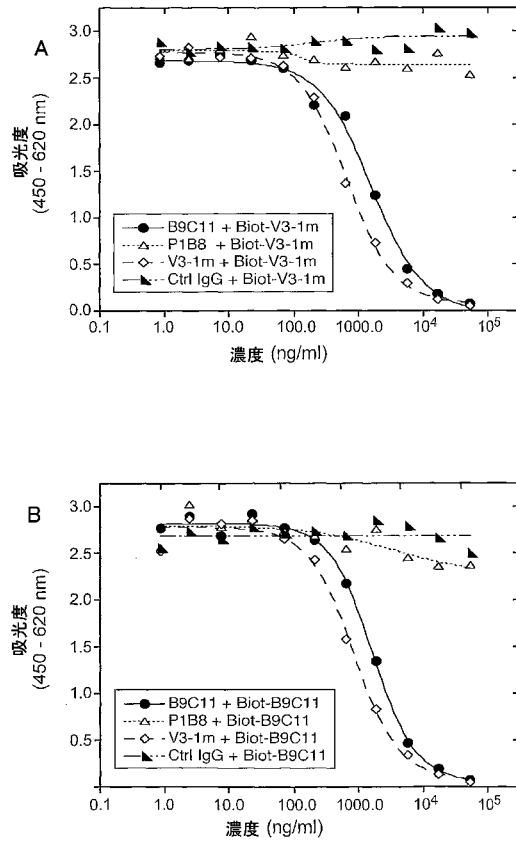 A
3.0
2.5
2.0
1.5
1.0
0.5
0.0
吸光度
(450 - 620 nm)
B9C11 + Biot-V3-1m
P1B8 + Biot-V3-1m
V3-1m + Biot-V3-1m
Ctrl IgG + Biot-V3-1m
0.1 1.0 10.0 100.0 1000.0 10⁴ 10⁵
濃度 (ng/ml)
B
3.0
2.5
2.0
1.5
1.0
0.5
吸光度
(450 - 620 nm)
B9C11 + Biot-B9C11
P1B8 + Biot-B9C11
V3-1m + Biot-B9C11
Ctrl IgG + Biot-B9C11
0.1 1.0 10.0 100.0 1000.0 10⁴ 10⁵
濃度 (ng/ml)